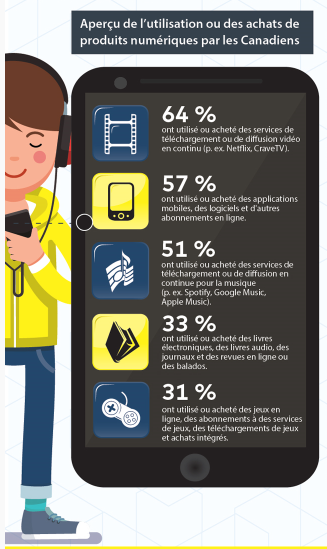 Aperçu de l'utilisation ou des achats de
produits numériques par les Canadiens
64 %
ont utilisé ou acheté des services de
téléchargement ou de diffusion vidéo
en continu (p. ex. Netflix, CraveTV).
57 %
ont utilisé ou acheté des applications
mobiles, des logiciels et d'autres
abonnements en ligne.
51 %
ont utilisé ou acheté des services de
téléchargement ou de diffusion en
continue pour la musique
(p. ex. Spotify, Google Music,
Apple Music).
33 %
ont utilisé ou acheté des livres
électroniques, des livres audio, des
journaux et des revues en ligne ou
des balados.
31 %
ont utilisé ou acheté des jeux en
ligne, des abonnements à des services
de jeux, des téléchargements de jeux
et achats intégrés.